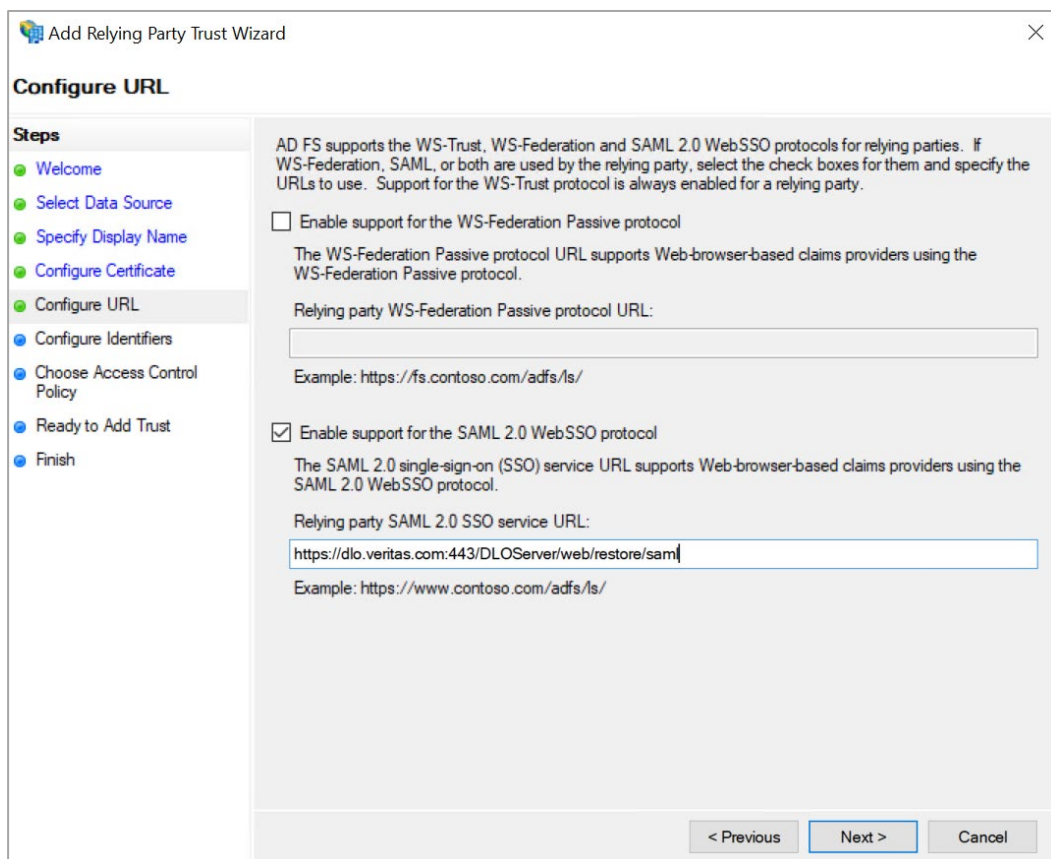 Add Relying Party Trust Wizard
Configure URL
Steps
Welcome
Select Data Source
Specify Display Name
Configure Certificate
Configure URL
Configure Identifiers
Choose Access Control
Policy
Ready to Add Trust
Finish
AD FS supports the WS-Trust, WS-Federation and SAML 2.0 WebSSO protocols for relying parties. If
WS-Federation, SAML, or both are used by the relying party, select the check boxes for them and specify the
URLs to use. Support for the WS-Trust protocol is always enabled for a relying party.
Enable support for the WS-Federation Passive protocol
The WS-Federation Passive protocol URL supports Web-browser-based claims providers using the
WS-Federation Passive protocol.
Relying party WS-Federation Passive protocol URL:
Example: https://fs.contoso.com/adfs/ls/
Enable support for the SAML 2.0 WebSSO protocol
The SAML 2.0 single-sign-on (SSO) service URL supports Web-browser-based claims providers using the
SAML 2.0 WebSSO protocol.
Relying party SAML 2.0 SSO service URL:
https://dlo.veritas.com:443/DLOServer/web/restore/saml
Example: https://www.contoso.com/adfs/ls/
< Previous
Next >
Cancel